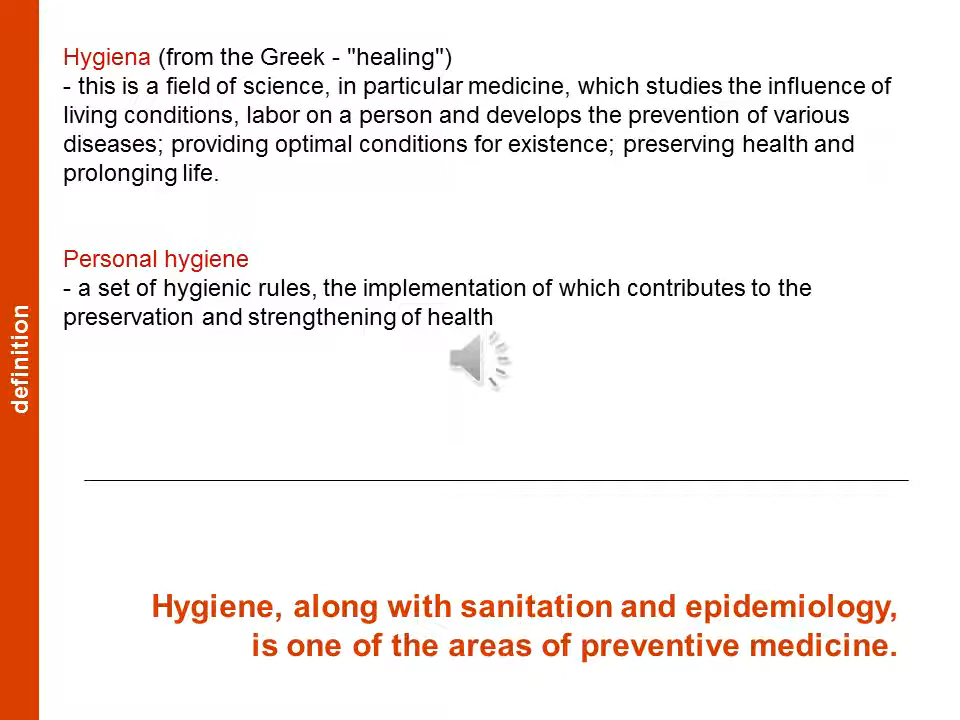 Hygiena (from the Greek - "healing")
- this is a field of science, in particular medicine, which studies the influence of
living conditions, labor on a person and develops the prevention of various
diseases; providing optimal conditions for existence; preserving health and
prolonging life.
Personal hygiene
- a set of hygienic rules, the implementation of which contributes to the
preservation and strengthening of health
definition
Hygiene, along with sanitation and epidemiology,
is one of the areas of preventive medicine.